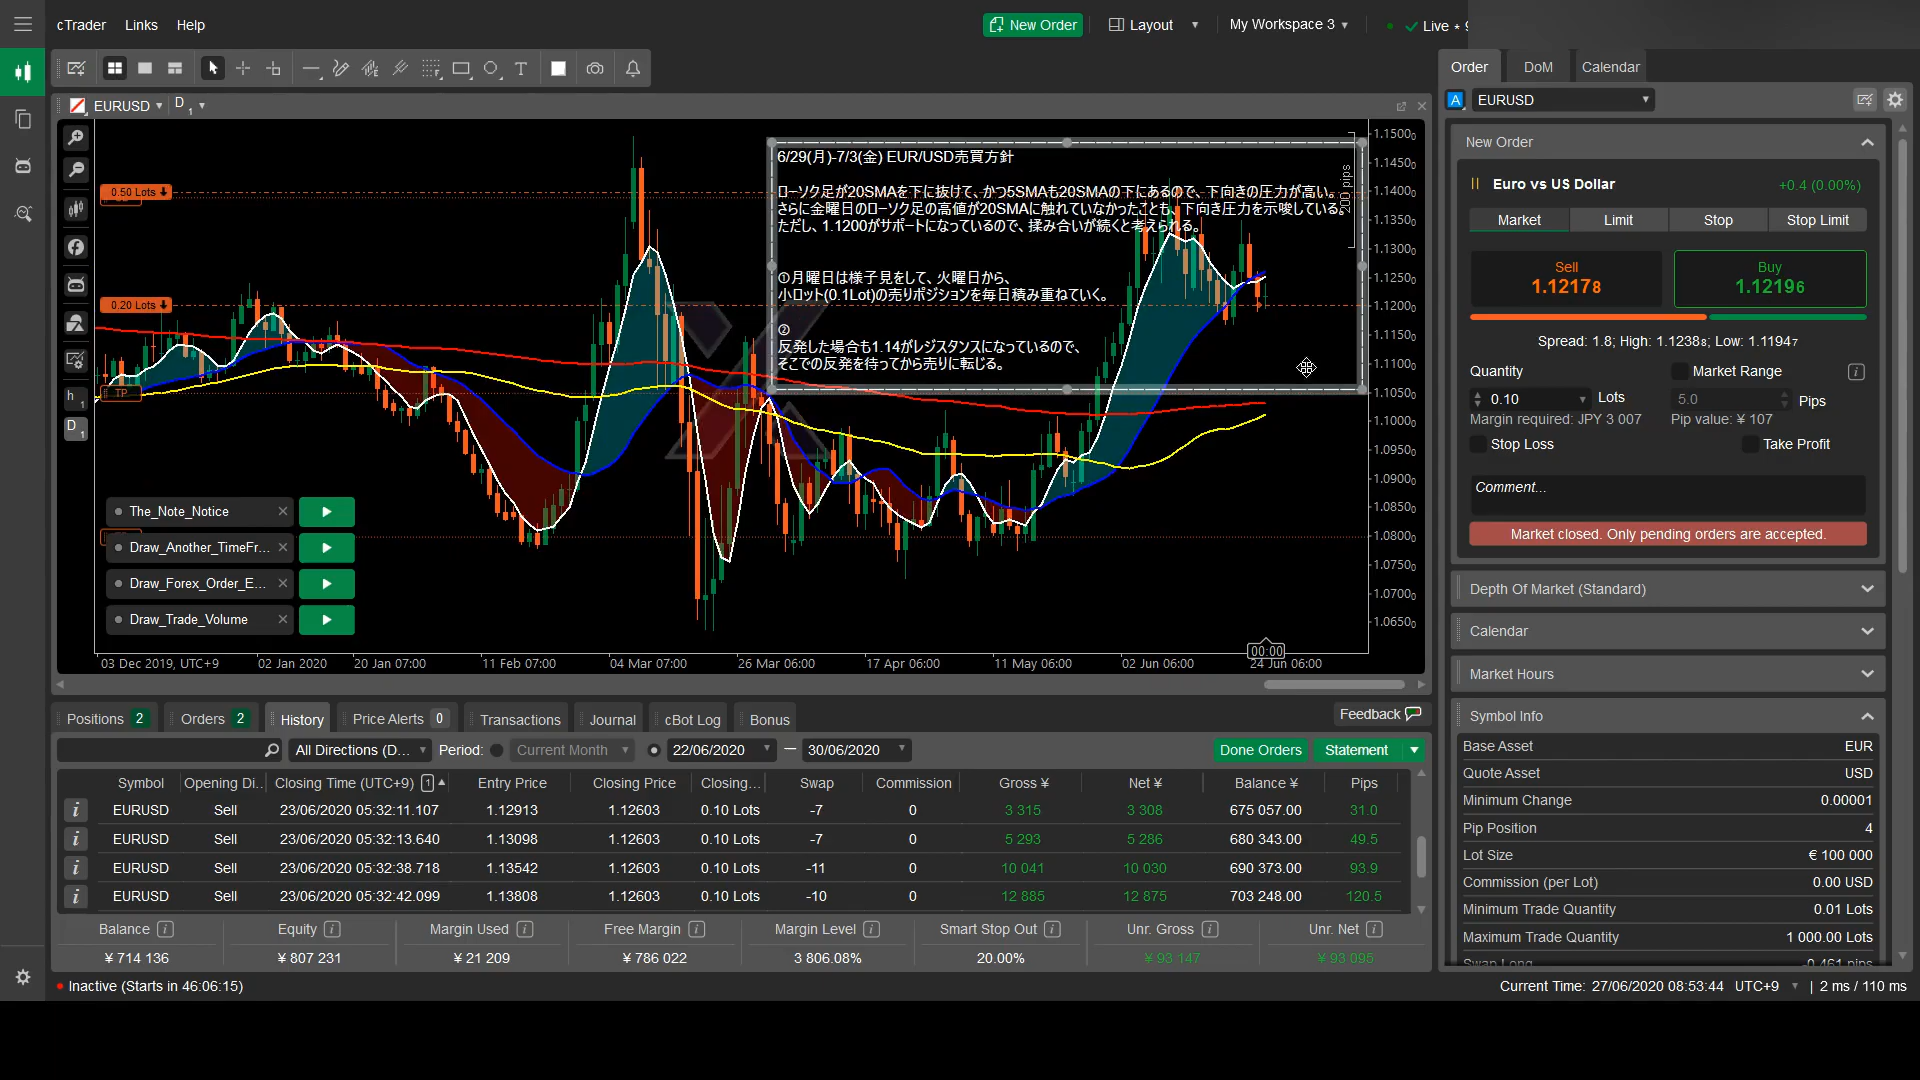 cTrader Links Help
New Order Layout My Workspace 3 Live
EURUSD D 1
6/29(月)-7/3(金) EUR/USD売買方針
ローソク足が20SMAを下に抜けて、かつ5SMAも20SMAの下にあるので、下向きの圧力が高い。
さらに金曜日のローソク足の高値が20SMAに触れていなかったことも、下向き圧力を示唆している。
ただし、1.1200がサポートになっているので、揉み合いが続くと考えられる。
①月曜日は様子見をして、火曜日から、
小ロット(0.1Lot)の売りポジションを毎日積み重ねていく。
②
反発した場合も1.14がレジスタンスになっているので、
そこでの反発を待ってから売りに転じる。
200 pips
0.50 Lots
0.20 Lots
TP
h 1
D 1
The_Note_Notice
Draw_Another_TimeFr...
Draw_Forex_Order_E...
Draw_Trade_Volume
1.15000
1.14500
1.14000
1.13500
1.13000
1.12500
1.12000
1.11500
1.11000
1.10500
1.10000
1.09500
1.09000
1.08500
1.08000
1.07500
1.07000
1.06500
00:00
03 Dec 2019, UTC+9 02 Jan 2020 20 Jan 07:00 11 Feb 07:00 04 Mar 07:00 26 Mar 06:00 17 Apr 06:00 11 May 06:00 02 Jun 06:00 24 Jun 06:00
Positions 2 Orders 2 History Price Alerts 0 Transactions Journal cBot Log Bonus Feedback
All Directions (D... Period: Current Month 22/06/2020 — 30/06/2020 Done Orders Statement
Symbol Opening Di... Closing Time (UTC+9) 1 Entry Price Closing Price Closing... Swap Commission Gross ¥ Net ¥ Balance ¥ Pips
EURUSD Sell 23/06/2020 05:32:11.107 1.12913 1.12603 0.10 Lots -7 0 3 315 3 308 675 057.00 31.0
EURUSD Sell 23/06/2020 05:32:13.640 1.13098 1.12603 0.10 Lots -7 0 5 293 5 286 680 343.00 49.5
EURUSD Sell 23/06/2020 05:32:38.718 1.13542 1.12603 0.10 Lots -11 0 10 041 10 030 690 373.00 93.9
EURUSD Sell 23/06/2020 05:32:42.099 1.13808 1.12603 0.10 Lots -10 0 12 885 12 875 703 248.00 120.5
Balance Equity Margin Used Free Margin Margin Level Smart Stop Out Unr. Gross Unr. Net
¥ 714 136 ¥ 807 231 ¥ 21 209 ¥ 786 022 3 806.08% 20.00% ¥ 93 147 ¥ 93 095
Inactive (Starts in 46:06:15)
Current Time: 27/06/2020 08:53:44 UTC+9 | 2 ms / 110 ms
Order DoM Calendar
A EURUSD
New Order
Euro vs US Dollar +0.4 (0.00%)
Market Limit Stop Stop Limit
Sell Buy
1.12178 1.12196
Spread: 1.8; High: 1.12388; Low: 1.11947
Quantity Market Range
0.10 Lots 5.0 Pips
Margin required: JPY 3 007 Pip value: ¥ 107
Stop Loss Take Profit
Comment...
Market closed. Only pending orders are accepted.
Depth Of Market (Standard)
Calendar
Market Hours
Symbol Info
Base Asset EUR
Quote Asset USD
Minimum Change 0.00001
Pip Position 4
Lot Size € 100 000
Commission (per Lot) 0.00 USD
Minimum Trade Quantity 0.01 Lots
Maximum Trade Quantity 1 000.00 Lots
Swap Long -0.461 pips